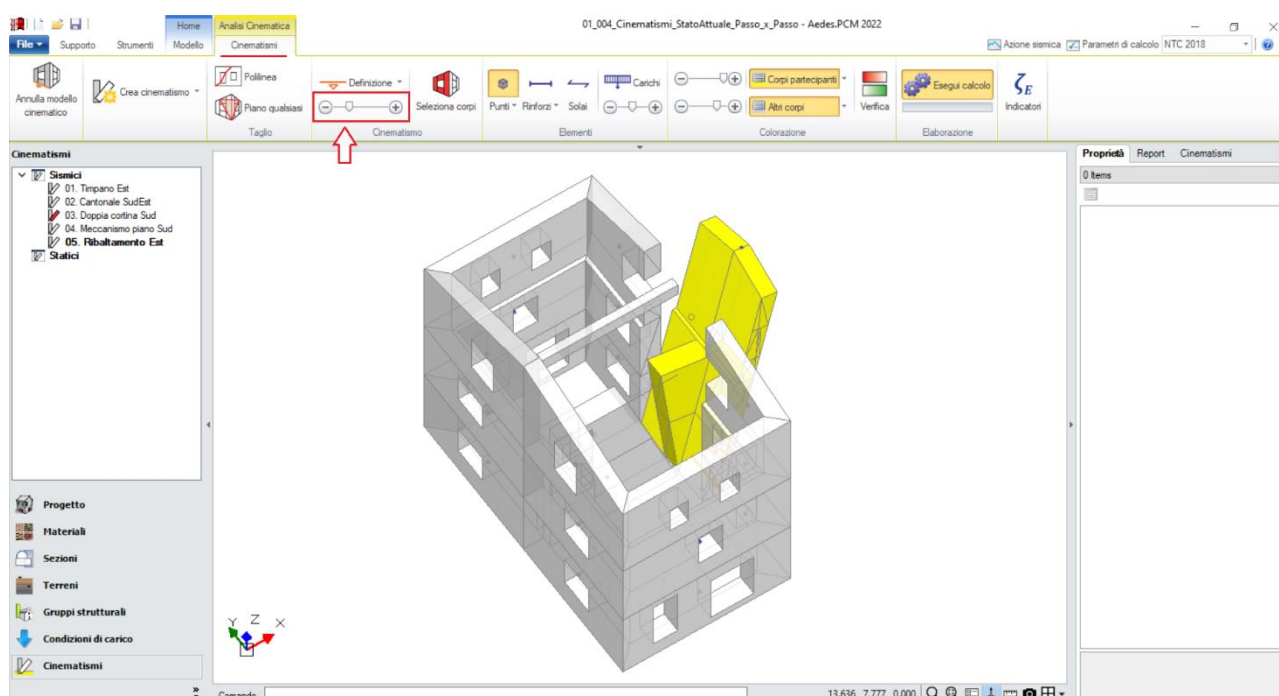 01_004_Cinematismi_StatoAttuale_Passo_x_Passo - Aedes.PCM 2022
Home
Analisi Cinematica
File
Supporto
Strumenti
Modello
Cinematismi
Azione sismica
Parametri di calcolo
NTC 2018
Annulla modello
cinematico
Crea cinematismo
Polilinea
Piano qualsiasi
Taglio
Definizione
Seleziona corpi
Cinematismo
Punti
Rinforzi
Solai
Carichi
Elementi
Corpi partecipanti
Altri corpi
Verifica
Colorazione
Esegui calcolo
Elaborazione
ζE
Indicatori
Cinematismi
Sismici
01. Timpano Est
02. Cantonale SudEst
03. Doppia cortina Sud
04. Meccanismo piano Sud
05. Ribaltamento Est
Statici
Progetto
Materiali
Sezioni
Terreni
Gruppi strutturali
Condizioni di carico
Cinematismi
Y Z X
Proprietà
Report
Cinematismi
0 Items
Comando
13.636 7.777 0.000